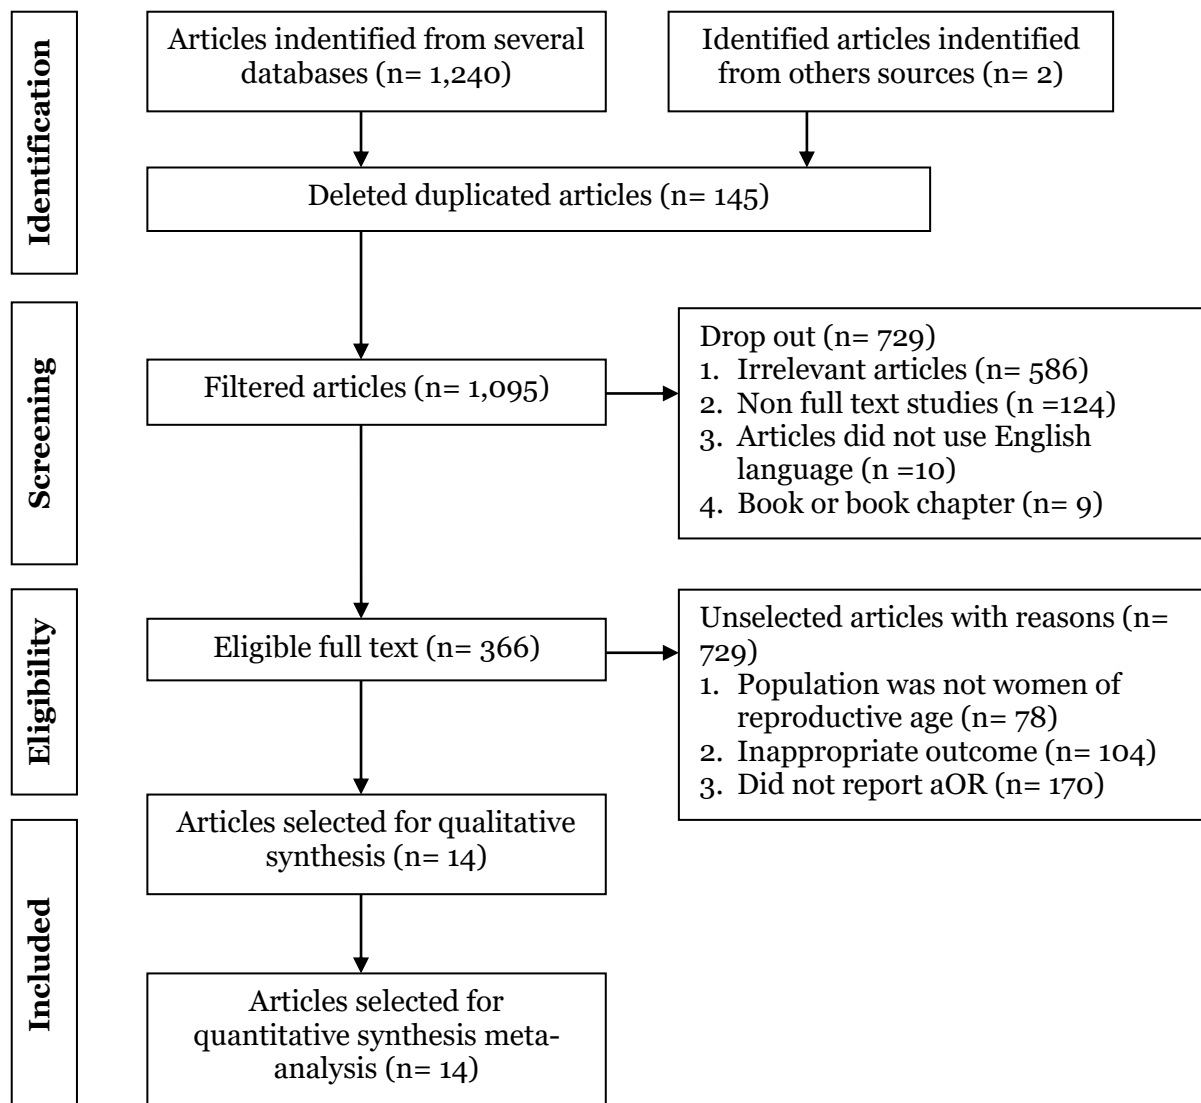 Identification
Articles indentified from several
databases (n= 1,240)
Identified articles indentified
from others sources (n= 2)
Deleted duplicated articles (n= 145)
Screening
Filtered articles (n= 1,095)
Drop out (n= 729)
1. Irrelevant articles (n= 586)
2. Non full text studies (n =124)
3. Articles did not use English
language (n =10)
4. Book or book chapter (n= 9)
Eligibility
Eligible full text (n= 366)
Unselected articles with reasons (n=
729)
1. Population was not women of
reproductive age (n= 78)
2. Inappropriate outcome (n= 104)
3. Did not report aOR (n= 170)
Included
Articles selected for qualitative
synthesis (n= 14)
Articles selected for
quantitative synthesis meta-
analysis (n= 14)